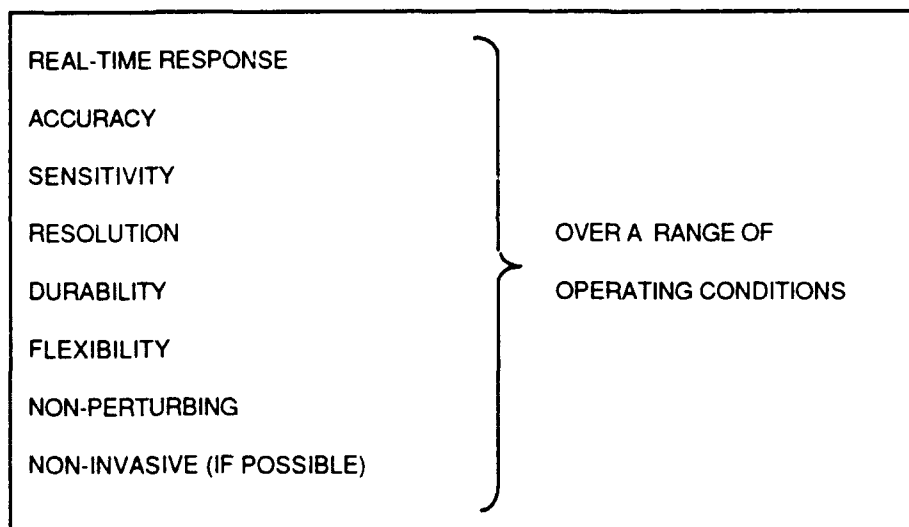 REAL-TIME RESPONSE
ACCURACY
SENSITIVITY
RESOLUTION
DURABILITY
FLEXIBILITY
NON-PERTURBING
NON-INVASIVE (IF POSSIBLE)
OVER A RANGE OF
OPERATING CONDITIONS